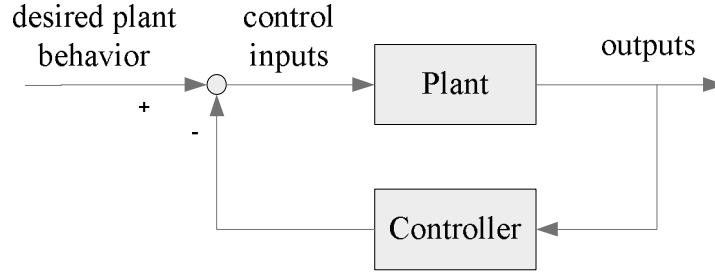 desired plant
behavior
control
inputs
outputs
Plant
+
-
Controller